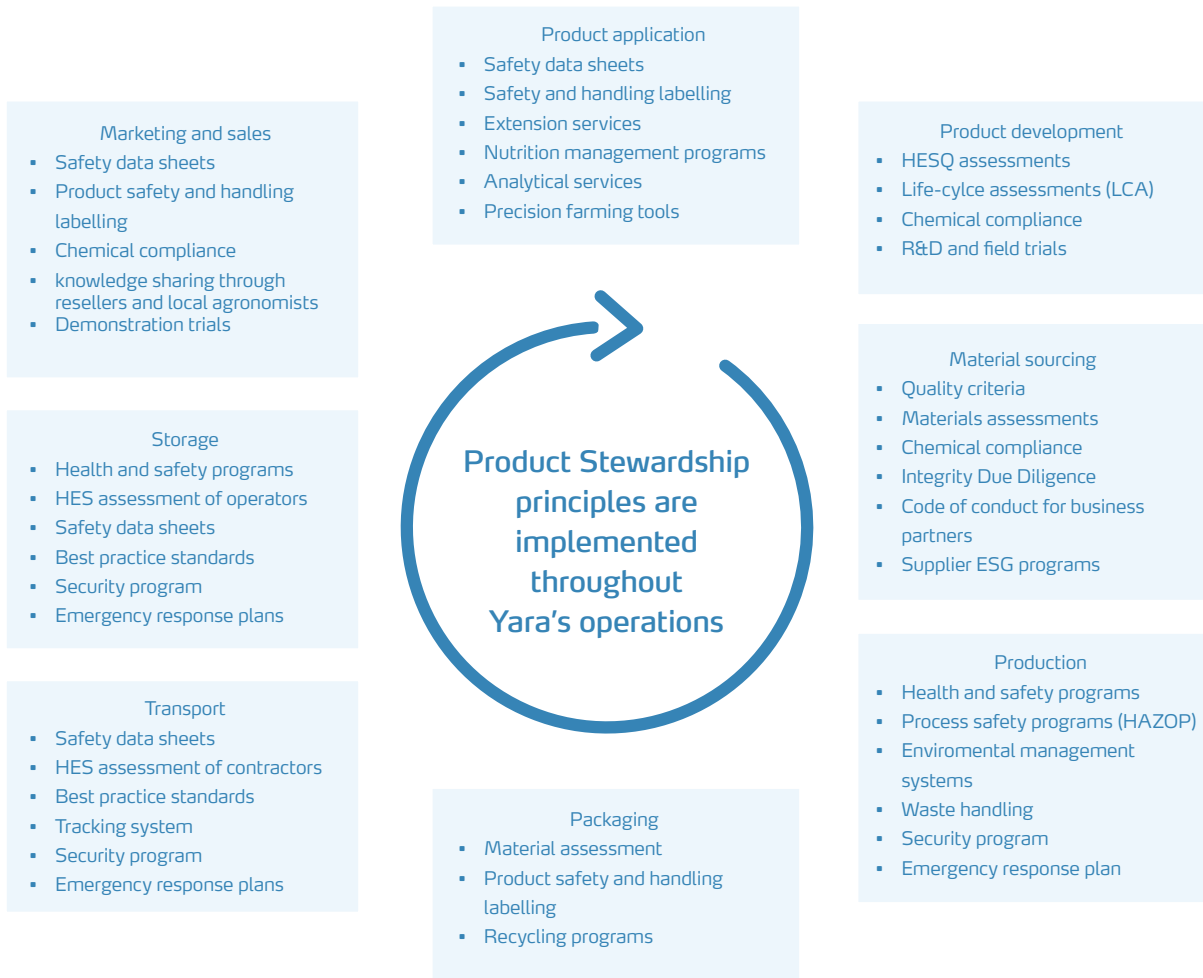 Product application
▪ Safety data sheets
▪ Safety and handling labelling
▪ Extension services
▪ Nutrition management programs
▪ Analytical services
▪ Precision farming tools
Product development
▪ HESQ assessments
▪ Life-cylce assessments (LCA)
▪ Chemical compliance
▪ R&D and field trials
Material sourcing
▪ Quality criteria
▪ Materials assessments
▪ Chemical compliance
▪ Integrity Due Diligence
▪ Code of conduct for business
partners
▪ Supplier ESG programs
Production
▪ Health and safety programs
▪ Process safety programs (HAZOP)
▪ Enviromental management
systems
▪ Waste handling
▪ Security program
▪ Emergency response plan
Packaging
▪ Material assessment
▪ Product safety and handling
labelling
▪ Recycling programs
Transport
▪ Safety data sheets
▪ HES assessment of contractors
▪ Best practice standards
▪ Tracking system
▪ Security program
▪ Emergency response plans
Storage
▪ Health and safety programs
▪ HES assessment of operators
▪ Safety data sheets
▪ Best practice standards
▪ Security program
▪ Emergency response plans
Marketing and sales
▪ Safety data sheets
▪ Product safety and handling
labelling
▪ Chemical compliance
▪ knowledge sharing through
resellers and local agronomists
▪ Demonstration trials
Product Stewardship
principles are
implemented
throughout
Yara’s operations